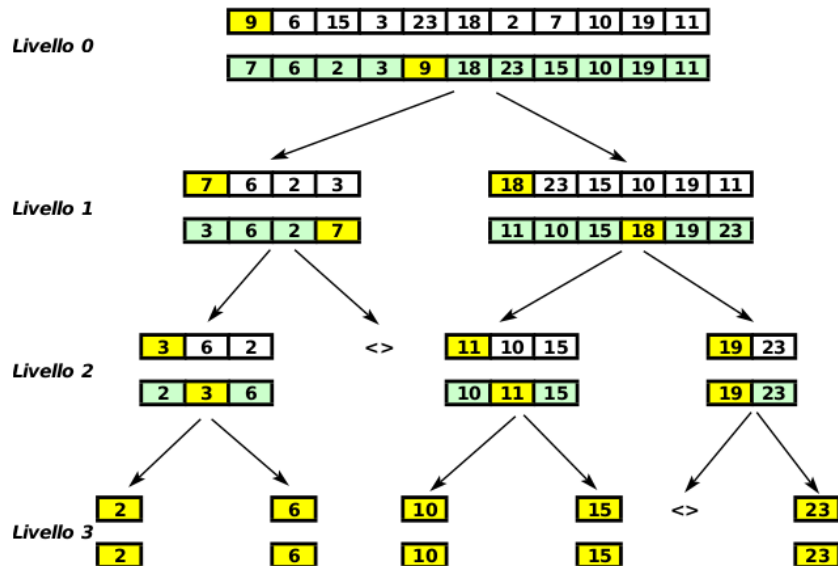 9 6 15 3 23 18 2 7 10 19 11
Livello 0
7 6 2 3 9 18 23 15 10 19 11
7 6 2 3 18 23 15 10 19 11
Livello 1
3 6 2 7 11 10 15 18 19 23
3 6 2 <> 11 10 15 19 23
Livello 2
2 3 6 10 11 15 19 23
2 6 10 15 <> 23
Livello 3
2 6 10 15 23